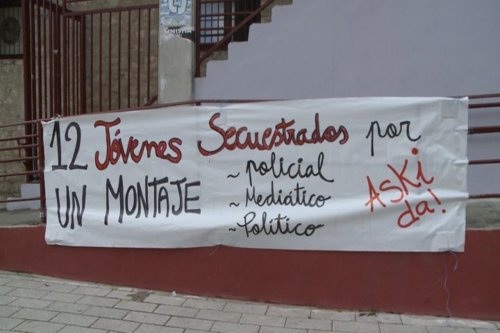 12 Jóvenes Secuestrados por
UN MONTAJE
~ policial
~ Mediático
~ Político
ASKi
da!